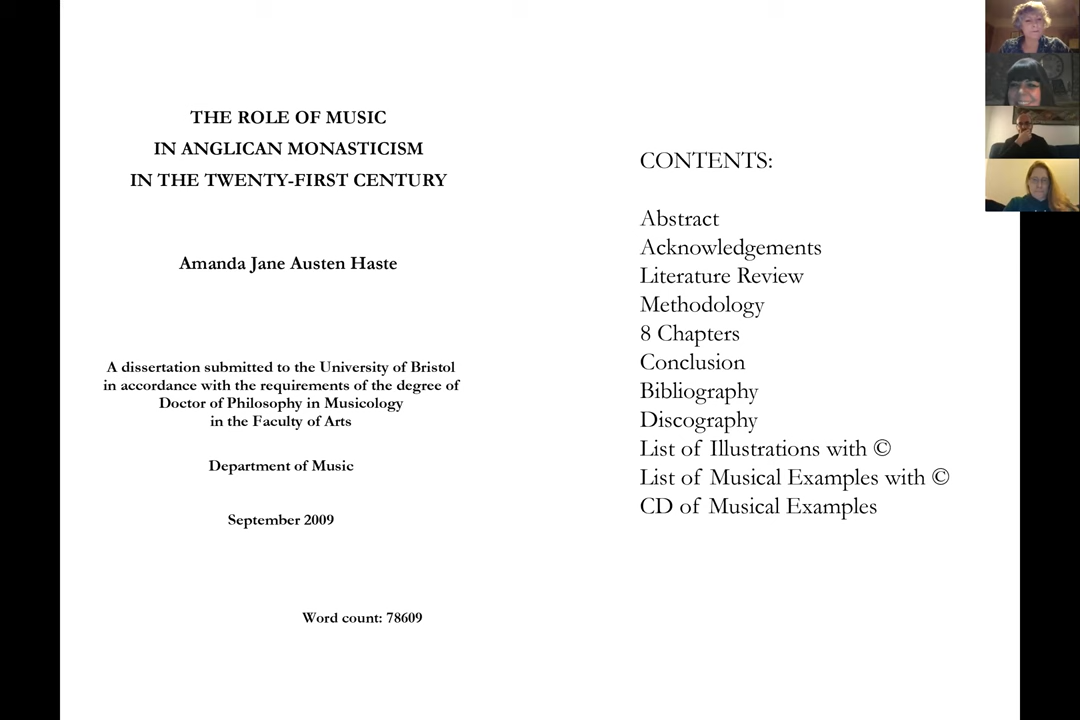 THE ROLE OF MUSIC
IN ANGLICAN MONASTICISM
IN THE TWENTY-FIRST CENTURY
Amanda Jane Austen Haste
A dissertation submitted to the University of Bristol
in accordance with the requirements of the degree of
Doctor of Philosophy in Musicology
in the Faculty of Arts
Department of Music
September 2009
Word count: 78609
CONTENTS:
Abstract
Acknowledgements
Literature Review
Methodology
8 Chapters
Conclusion
Bibliography
Discography
List of Illustrations with ©
List of Musical Examples with ©
CD of Musical Examples